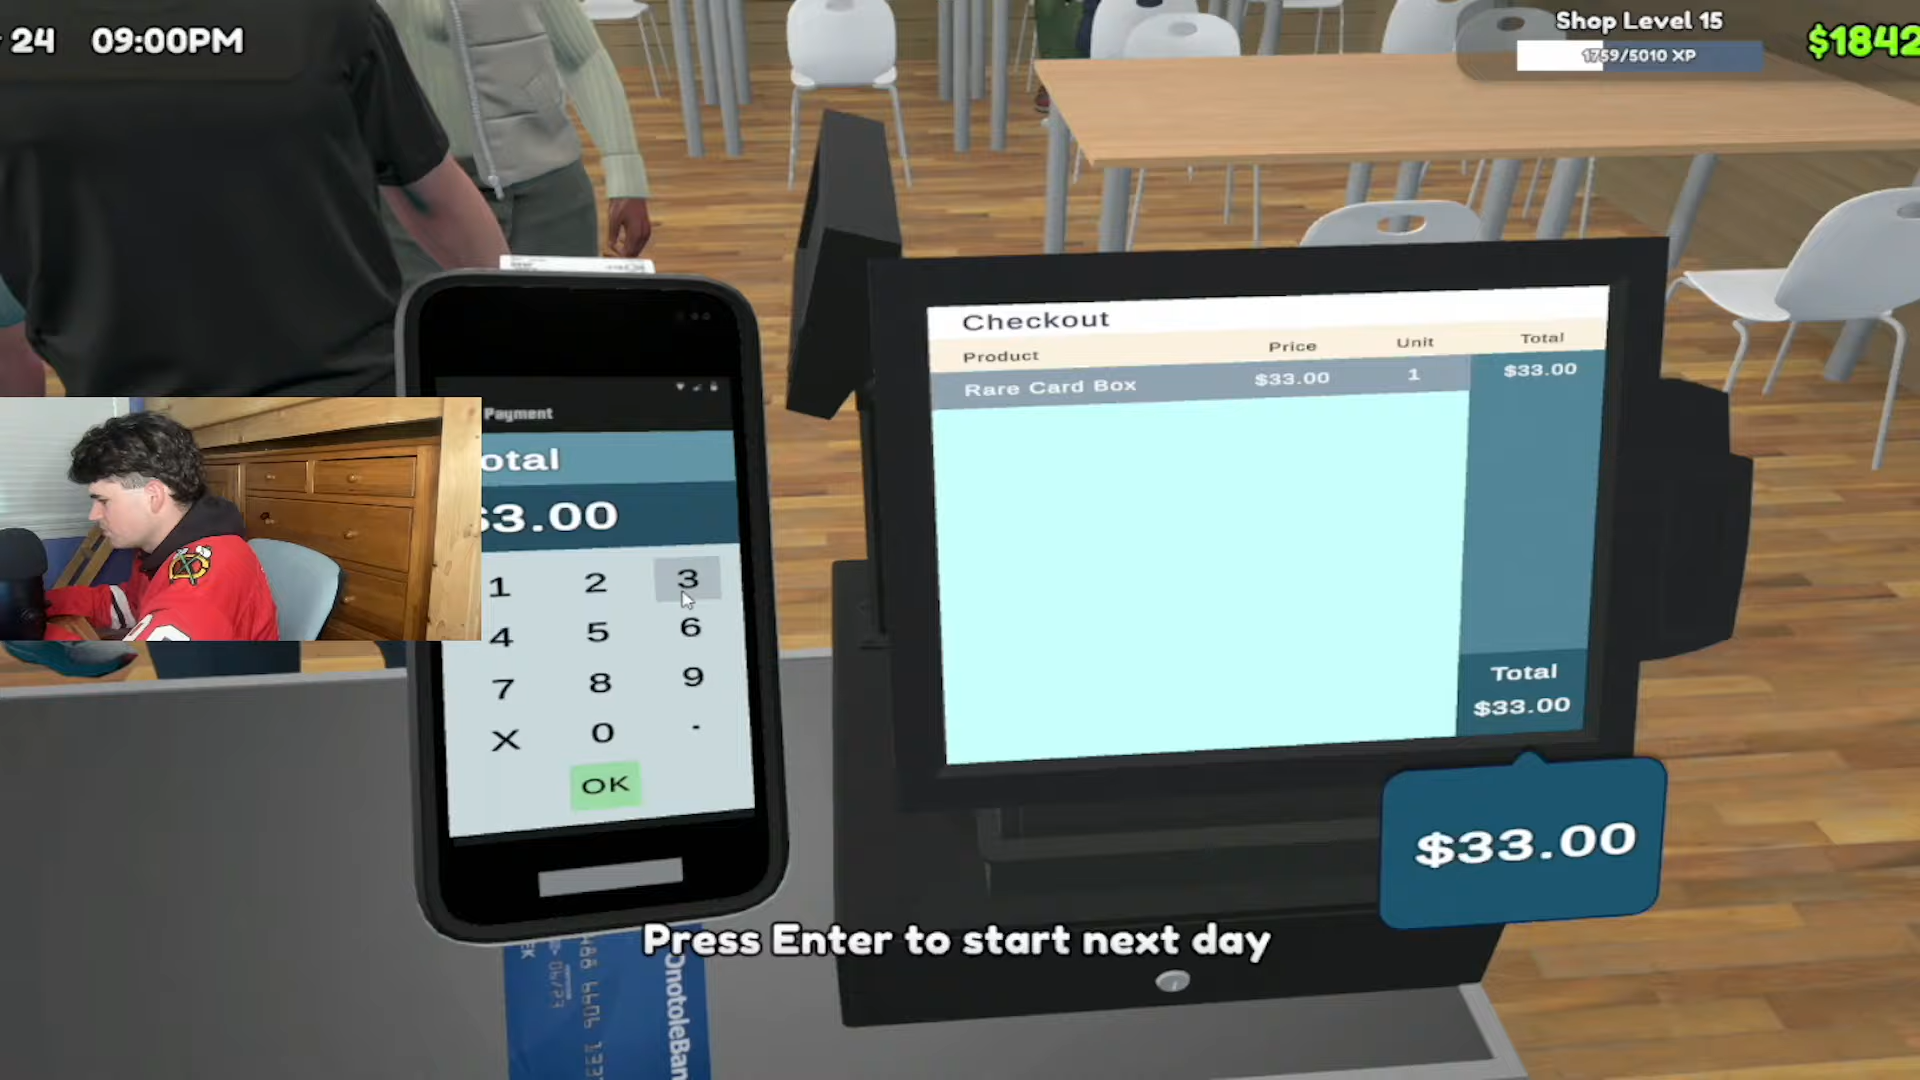 24 09:00PM
Shop Level 15
1759/5010 XP
$1842
Checkout
Product Price Unit Total
Rare Card Box $33.00 1 $33.00
Total
$33.00
$33.00
Payment
otal
$3.00
1 2 3
4 5 6
7 8 9
X 0 .
OK
Press Enter to start next day
OnotoleBan